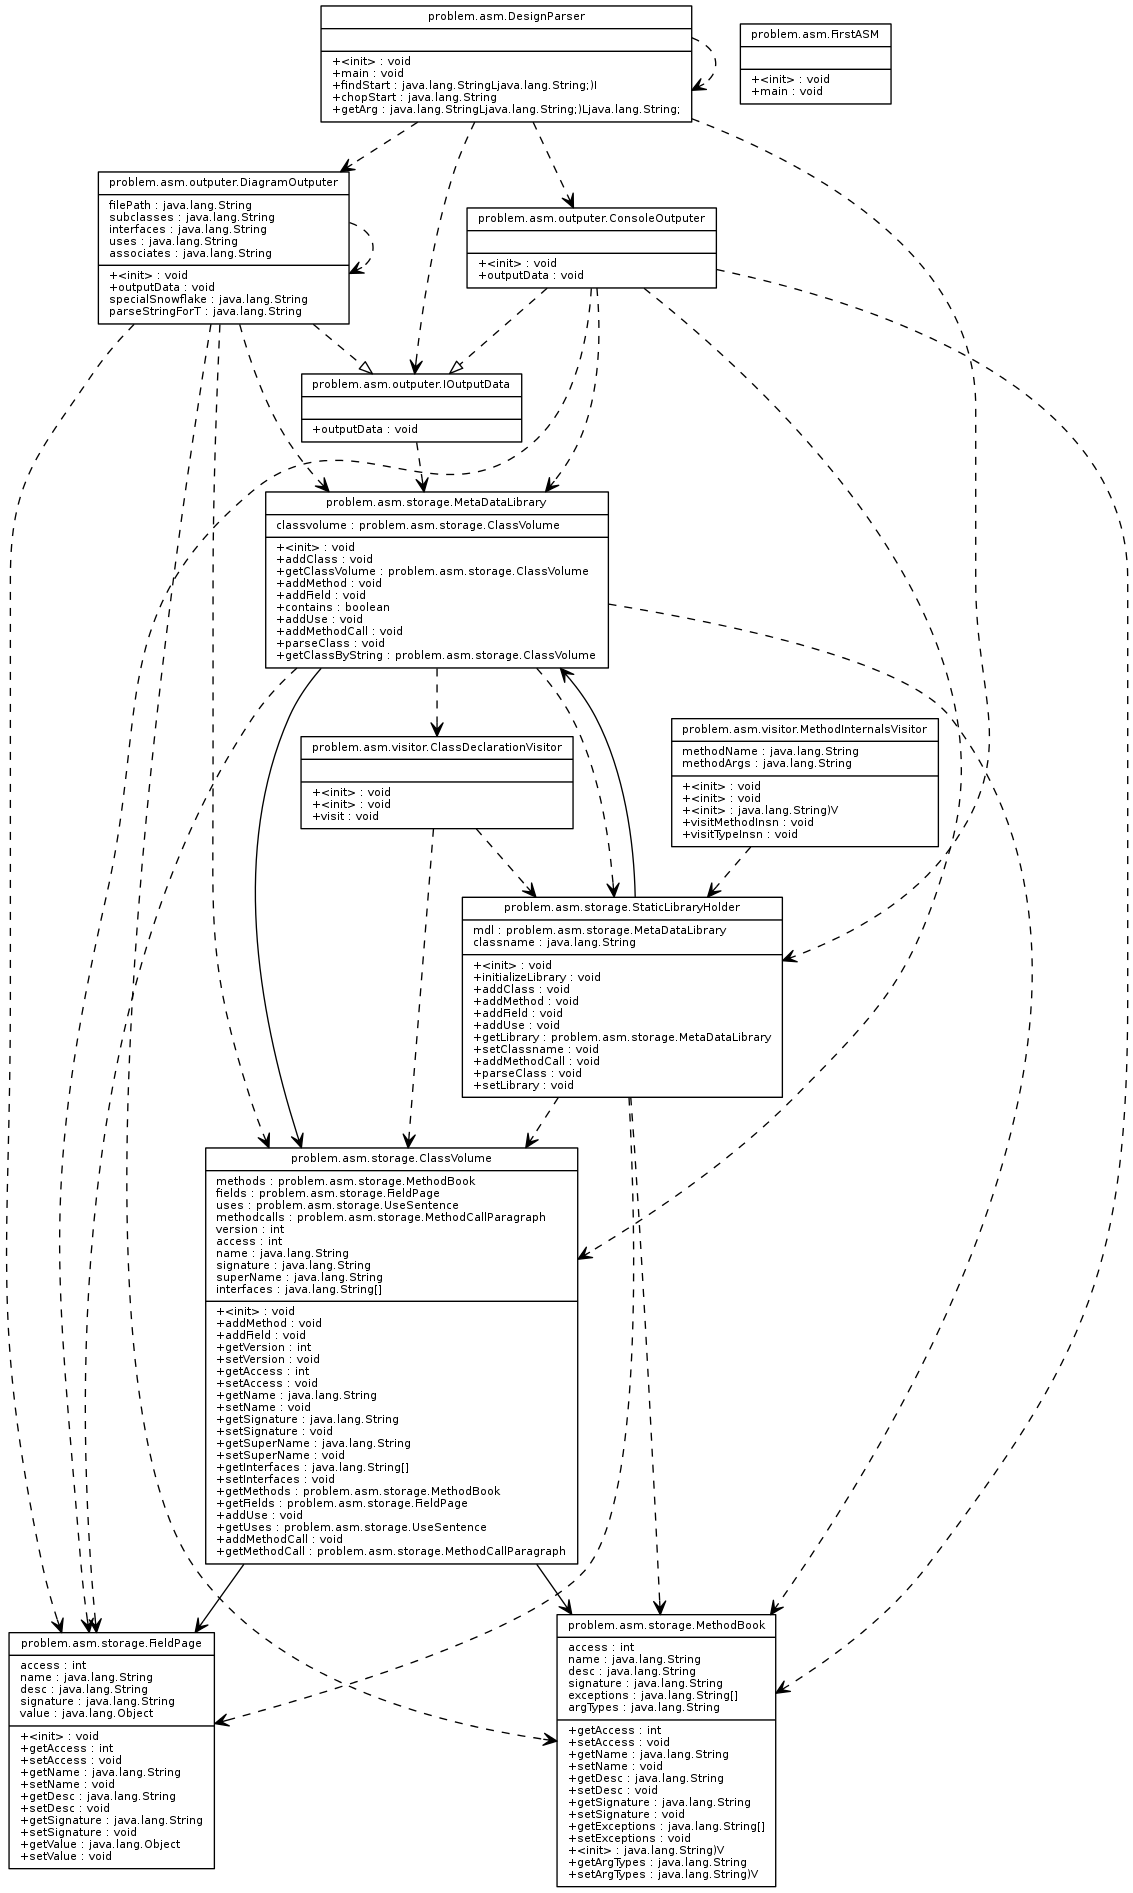 problem.asm.DesignParser
+<init> : void
+main : void
+findStart : java.lang.StringLjava.lang.String;)I
+chopStart : java.lang.String
+getArg : java.lang.StringLjava.lang.String;)Ljava.lang.String;
problem.asm.FirstASM
+<init> : void
+main : void
problem.asm.outputer.DiagramOutputer
filePath : java.lang.String
subclasses : java.lang.String
interfaces : java.lang.String
uses : java.lang.String
associates : java.lang.String
+<init> : void
+outputData : void
specialSnowflake : java.lang.String
parseStringForT : java.lang.String
problem.asm.outputer.ConsoleOutputer
+<init> : void
+outputData : void
problem.asm.outputer.IOutputData
+outputData : void
problem.asm.storage.MetaDataLibrary
classvolume : problem.asm.storage.ClassVolume
+<init> : void
+addClass : void
+getClassVolume : problem.asm.storage.ClassVolume
+addMethod : void
+addField : void
+contains : boolean
+addUse : void
+addMethodCall : void
+parseClass : void
+getClassByString : problem.asm.storage.ClassVolume
problem.asm.visitor.ClassDeclarationVisitor
+<init> : void
+<init> : void
+visit : void
problem.asm.visitor.MethodInternalsVisitor
methodName : java.lang.String
methodArgs : java.lang.String
+<init> : void
+<init> : void
+<init> : java.lang.String)V
+visitMethodInsn : void
+visitTypeInsn : void
problem.asm.storage.StaticLibraryHolder
mdl : problem.asm.storage.MetaDataLibrary
classname : java.lang.String
+<init> : void
+initializeLibrary : void
+addClass : void
+addMethod : void
+addField : void
+addUse : void
+getLibrary : problem.asm.storage.MetaDataLibrary
+setClassname : void
+addMethodCall : void
+parseClass : void
+setLibrary : void
problem.asm.storage.ClassVolume
methods : problem.asm.storage.MethodBook
fields : problem.asm.storage.FieldPage
uses : problem.asm.storage.UseSentence
methodcalls : problem.asm.storage.MethodCallParagraph
version : int
access : int
name : java.lang.String
signature : java.lang.String
superName : java.lang.String
interfaces : java.lang.String[]
+<init> : void
+addMethod : void
+addField : void
+getVersion : int
+setVersion : void
+getAccess : int
+setAccess : void
+getName : java.lang.String
+setName : void
+getSignature : java.lang.String
+setSignature : void
+getSuperName : java.lang.String
+setSuperName : void
+getInterfaces : java.lang.String[]
+setInterfaces : void
+getMethods : problem.asm.storage.MethodBook
+getFields : problem.asm.storage.FieldPage
+addUse : void
+getUses : problem.asm.storage.UseSentence
+addMethodCall : void
+getMethodCall : problem.asm.storage.MethodCallParagraph
problem.asm.storage.FieldPage
access : int
name : java.lang.String
desc : java.lang.String
signature : java.lang.String
value : java.lang.Object
+<init> : void
+getAccess : int
+setAccess : void
+getName : java.lang.String
+setName : void
+getDesc : java.lang.String
+setDesc : void
+getSignature : java.lang.String
+setSignature : void
+getValue : java.lang.Object
+setValue : void
problem.asm.storage.MethodBook
access : int
name : java.lang.String
desc : java.lang.String
signature : java.lang.String
exceptions : java.lang.String[]
argTypes : java.lang.String
+getAccess : int
+setAccess : void
+getName : java.lang.String
+setName : void
+getDesc : java.lang.String
+setDesc : void
+getSignature : java.lang.String
+setSignature : void
+getExceptions : java.lang.String[]
+setExceptions : void
+<init> : java.lang.String)V
+getArgTypes : java.lang.String
+setArgTypes : java.lang.String)V